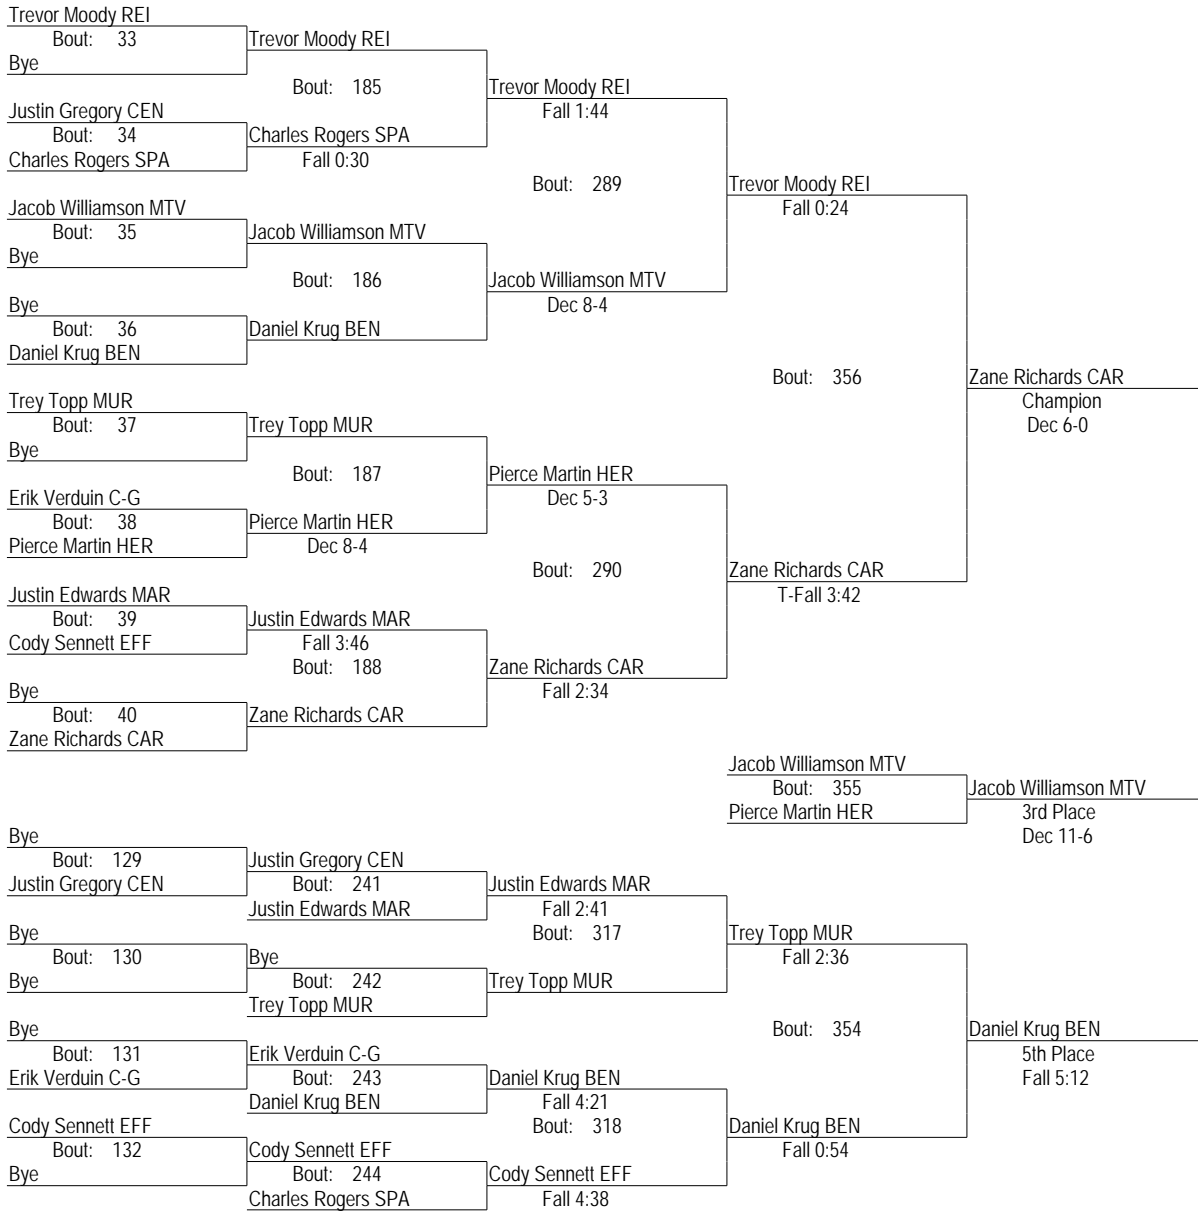 Trevor Moody REI
Bout: 33
Bye
Trevor Moody REI
Bout: 185
Justin Gregory CEN
Bout: 34
Charles Rogers SPA
Charles Rogers SPA
Fall 0:30
Trevor Moody REI
Fall 1:44
Bout: 289
Jacob Williamson MTV
Bout: 35
Bye
Jacob Williamson MTV
Bout: 186
Bye
Bout: 36
Daniel Krug BEN
Daniel Krug BEN
Jacob Williamson MTV
Dec 8-4
Trevor Moody REI
Fall 0:24
Bout: 356
Trey Topp MUR
Bout: 37
Bye
Trey Topp MUR
Bout: 187
Erik Verduin C-G
Bout: 38
Pierce Martin HER
Pierce Martin HER
Dec 8-4
Pierce Martin HER
Dec 5-3
Bout: 290
Justin Edwards MAR
Bout: 39
Cody Sennett EFF
Justin Edwards MAR
Fall 3:46
Bout: 188
Bye
Bout: 40
Zane Richards CAR
Zane Richards CAR
Zane Richards CAR
Fall 2:34
Zane Richards CAR
T-Fall 3:42
Zane Richards CAR
Champion
Dec 6-0
Jacob Williamson MTV
Bout: 355
Pierce Martin HER
Jacob Williamson MTV
3rd Place
Dec 11-6
Bye
Bout: 129
Justin Gregory CEN
Justin Gregory CEN
Bout: 241
Justin Edwards MAR
Justin Edwards MAR
Fall 2:41
Bout: 317
Bye
Bout: 130
Bye
Bye
Bout: 242
Trey Topp MUR
Trey Topp MUR
Trey Topp MUR
Fall 2:36
Bout: 354
Bye
Bout: 131
Erik Verduin C-G
Erik Verduin C-G
Bout: 243
Daniel Krug BEN
Daniel Krug BEN
Fall 4:21
Bout: 318
Cody Sennett EFF
Bout: 132
Bye
Cody Sennett EFF
Bout: 244
Charles Rogers SPA
Cody Sennett EFF
Fall 4:38
Daniel Krug BEN
Fall 0:54
Daniel Krug BEN
5th Place
Fall 5:12